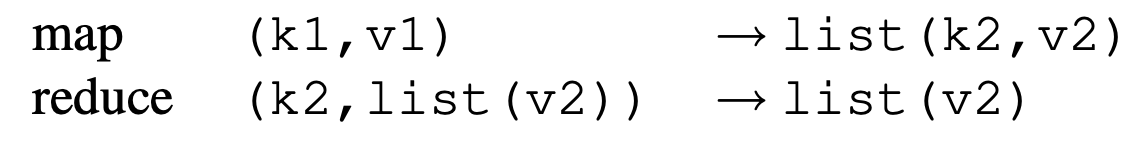 map (k1,v1) → list(k2,v2)
reduce (k2,list(v2)) → list(v2)